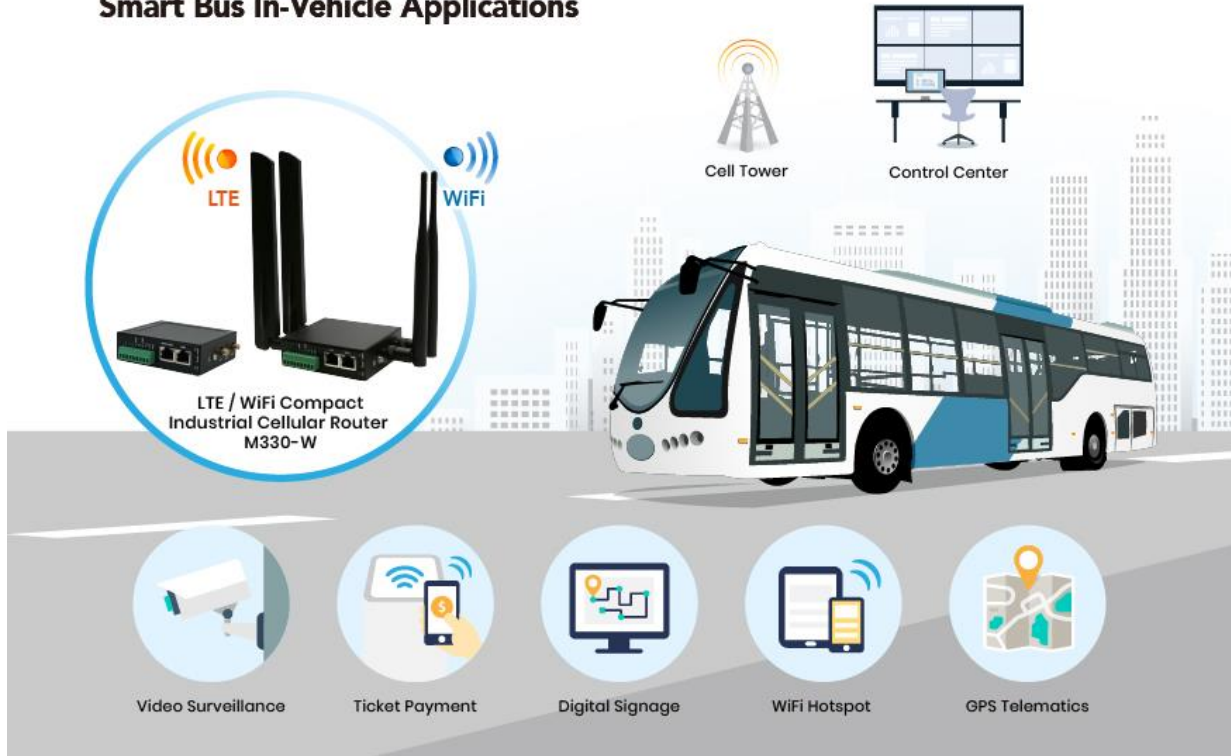 Smart Bus In-Vehicle Applications
Cell Tower
Control Center
LTE
WiFi
LTE / WiFi Compact
Industrial Cellular Router
M330-W
$
Video Surveillance
Ticket Payment
Digital Signage
WiFi Hotspot
GPS Telematics